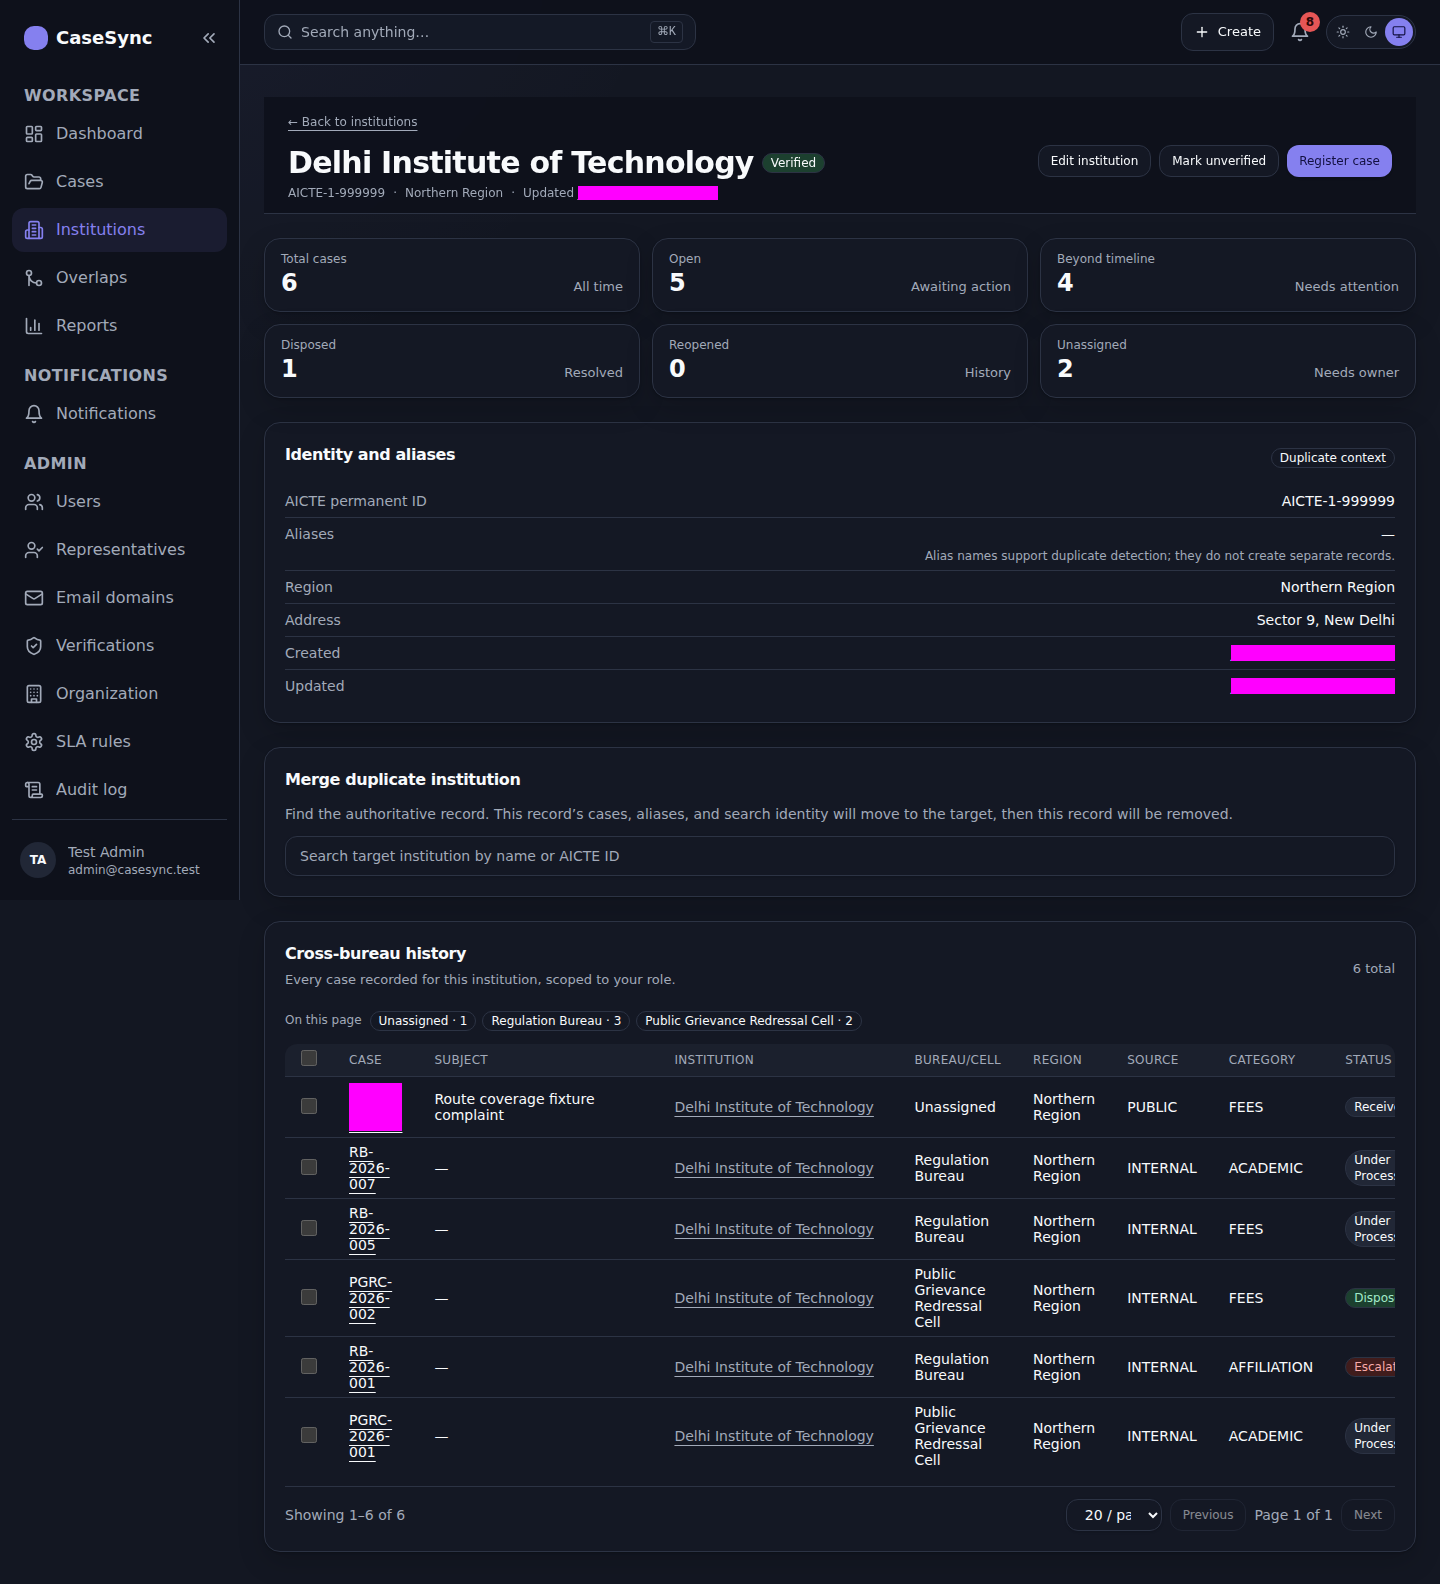 CaseSync
WORKSPACE
Dashboard
Cases
Institutions
Overlaps
Reports
NOTIFICATIONS
Notifications
ADMIN
Users
Representatives
Email domains
Verifications
Organization
SLA rules
Audit log
TA
Test Admin
admin@casesync.test
Search anything...
⌘K
Create
8
← Back to institutions
Delhi Institute of Technology
Verified
AICTE-1-999999 · Northern Region · Updated
Edit institution
Mark unverified
Register case
Total cases
6
All time
Open
5
Awaiting action
Beyond timeline
4
Needs attention
Disposed
1
Resolved
Reopened
0
History
Unassigned
2
Needs owner
Identity and aliases
Duplicate context
AICTE permanent ID
AICTE-1-999999
Aliases
—
Alias names support duplicate detection; they do not create separate records.
Region
Northern Region
Address
Sector 9, New Delhi
Created
Updated
Merge duplicate institution
Find the authoritative record. This record’s cases, aliases, and search identity will move to the target, then this record will be removed.
Search target institution by name or AICTE ID
Cross-bureau history
Every case recorded for this institution, scoped to your role.
6 total
On this page
Unassigned · 1
Regulation Bureau · 3
Public Grievance Redressal Cell · 2
CASE SUBJECT INSTITUTION BUREAU/CELL REGION SOURCE CATEGORY STATUS
Route coverage fixture
complaint
Delhi Institute of Technology
Unassigned
Northern
Region
PUBLIC
FEES
Receiv
RB-
2026-
007
—
Delhi Institute of Technology
Regulation
Bureau
Northern
Region
INTERNAL
ACADEMIC
Under
Process
RB-
2026-
005
—
Delhi Institute of Technology
Regulation
Bureau
Northern
Region
INTERNAL
FEES
Under
Process
PGRC-
2026-
002
—
Delhi Institute of Technology
Public
Grievance
Redressal
Cell
Northern
Region
INTERNAL
FEES
Dispos
RB-
2026-
001
—
Delhi Institute of Technology
Regulation
Bureau
Northern
Region
INTERNAL
AFFILIATION
Escalat
PGRC-
2026-
001
—
Delhi Institute of Technology
Public
Grievance
Redressal
Cell
Northern
Region
INTERNAL
ACADEMIC
Under
Process
Showing 1–6 of 6
20 / pa
Previous
Page 1 of 1
Next